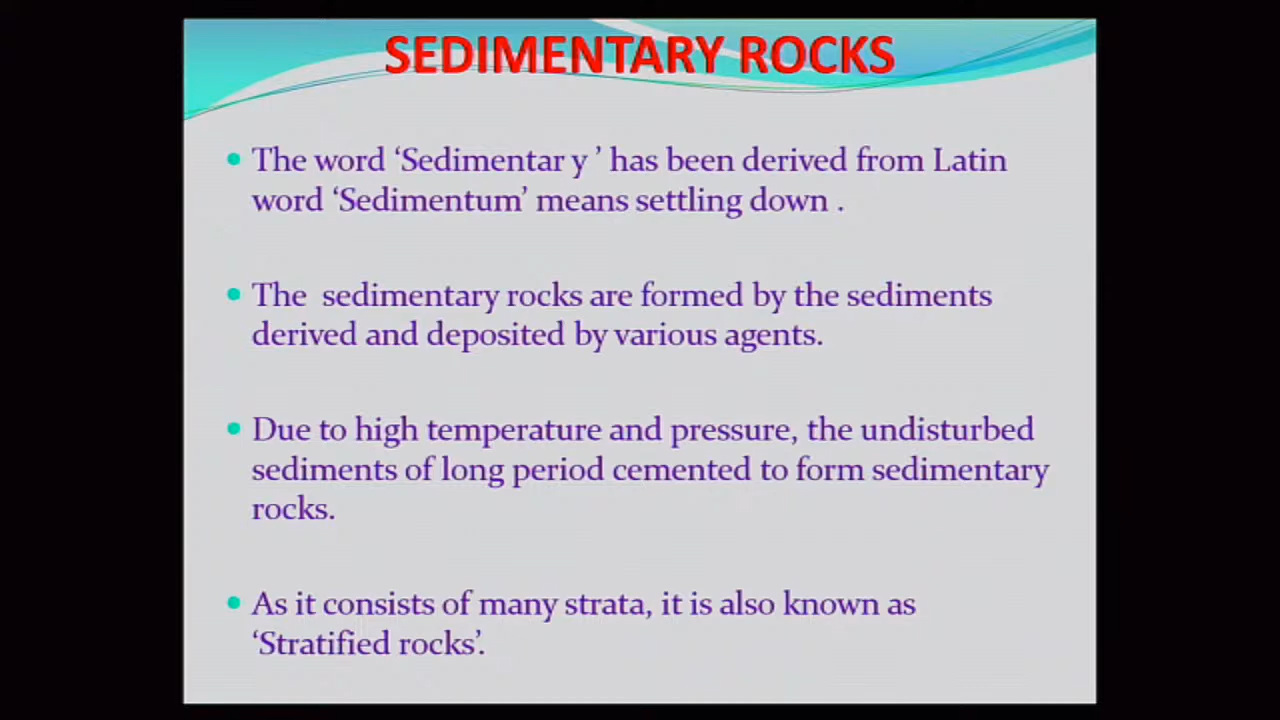 SEDIMENTARY ROCKS
• The word ‘Sedimentar y ’ has been derived from Latin
word ‘Sedimentum’ means settling down .
• The sedimentary rocks are formed by the sediments
derived and deposited by various agents.
• Due to high temperature and pressure, the undisturbed
sediments of long period cemented to form sedimentary
rocks.
• As it consists of many strata, it is also known as
‘Stratified rocks’.